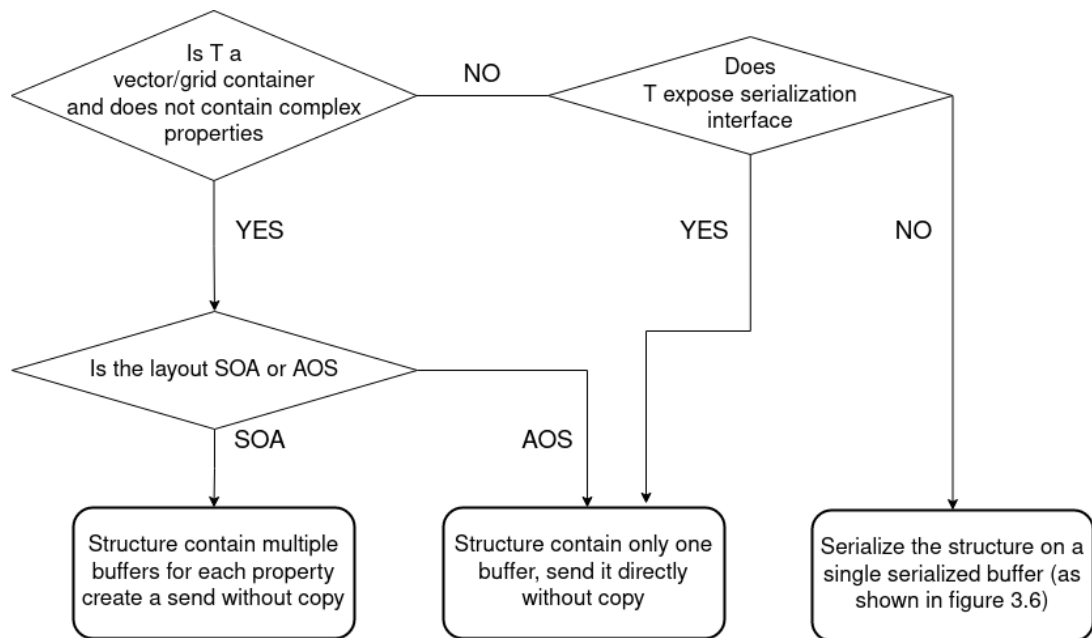 Is T a
vector/grid container
and does not contain complex
properties
NO
Does
T expose serialization
interface
YES
YES
NO
Is the layout SOA or AOS
SOA
AOS
Structure contain multiple
buffers for each property
create a send without copy
Structure contain only one
buffer, send it directly
without copy
Serialize the structure on a
single serialized buffer (as
shown in figure 3.6)